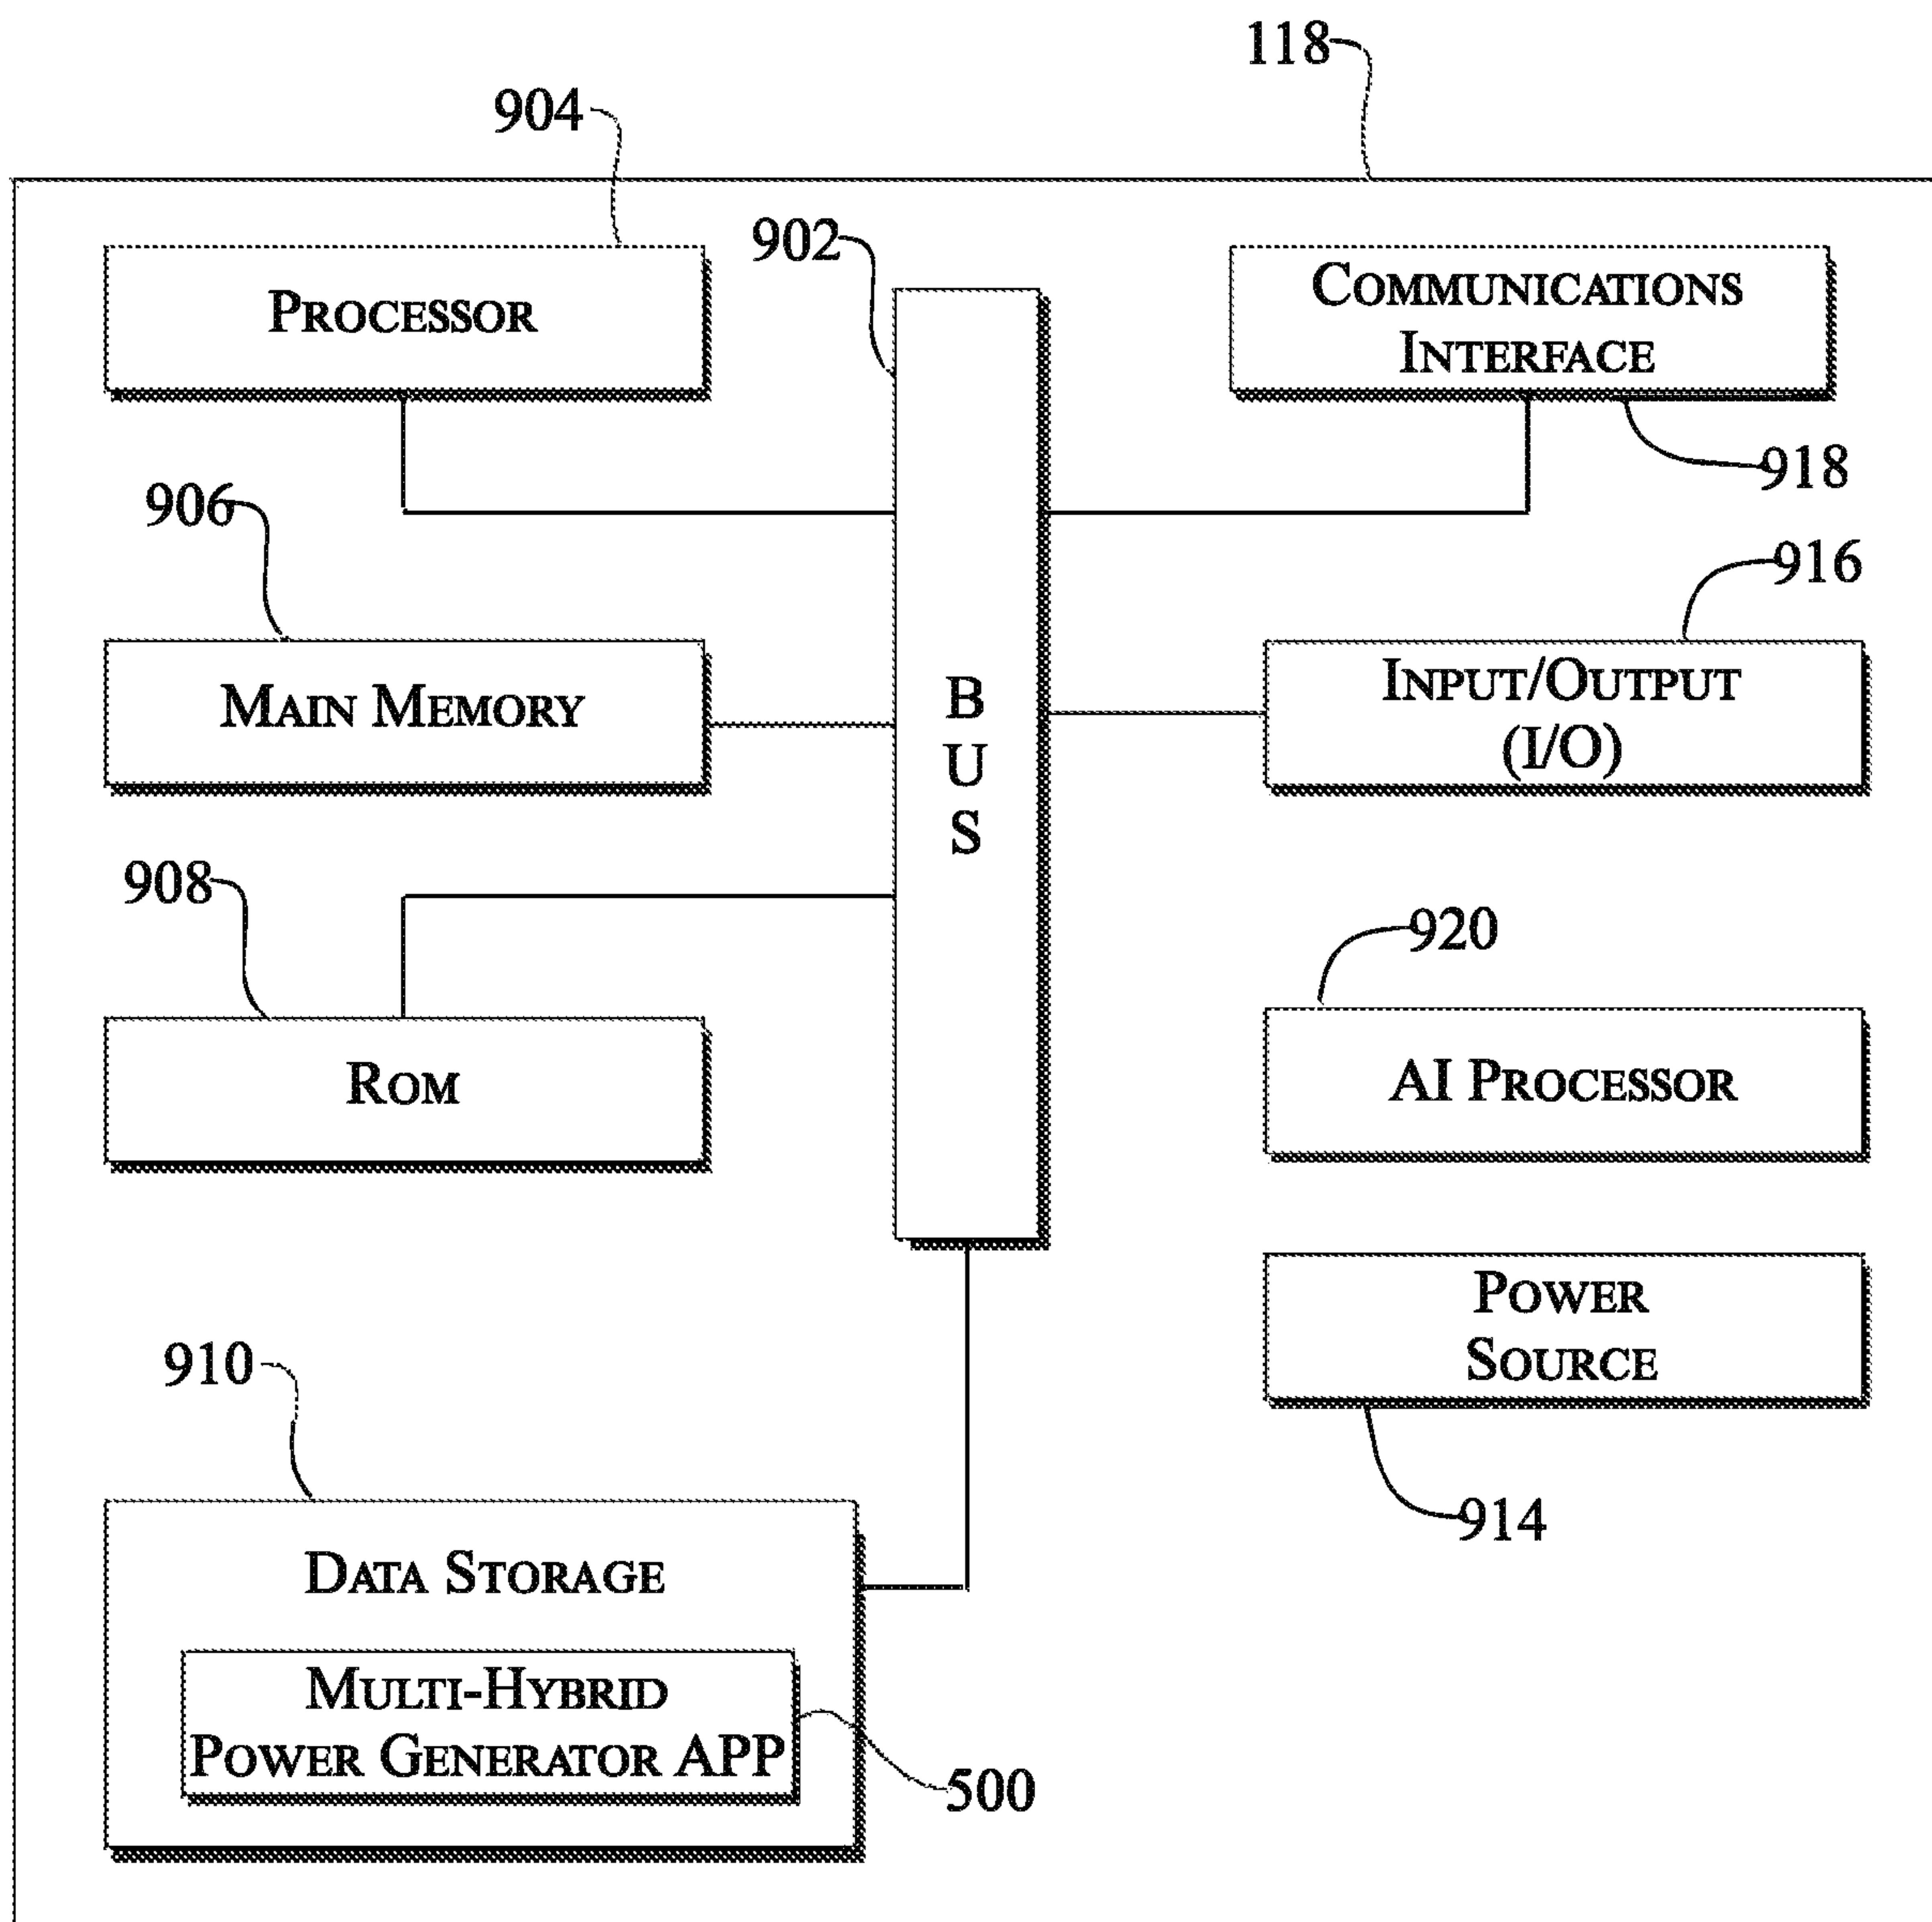 118
904
PROCESSOR
902
COMMUNICATIONS
INTERFACE
918
906
MAIN MEMORY
916
INPUT/OUTPUT
(I/O)
B
U
S
908
ROM
920
AI PROCESSOR
POWER
SOURCE
914
910
DATA STORAGE
MULTI-HYBRID
POWER GENERATOR APP
500